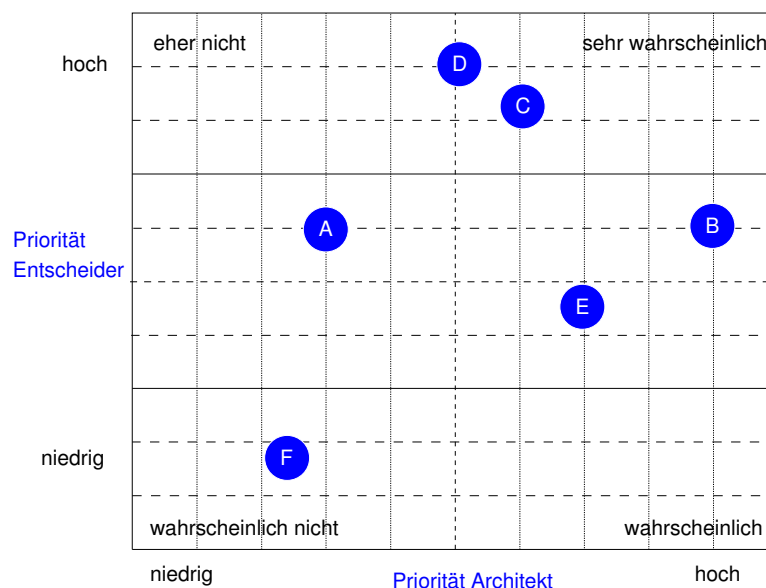 eher nicht
sehr wahrscheinlich
hoch
D
C
A
B
Priorität
Entscheider
E
niedrig
F
wahrscheinlich nicht
wahrscheinlich
niedrig
Priorität Architekt
hoch